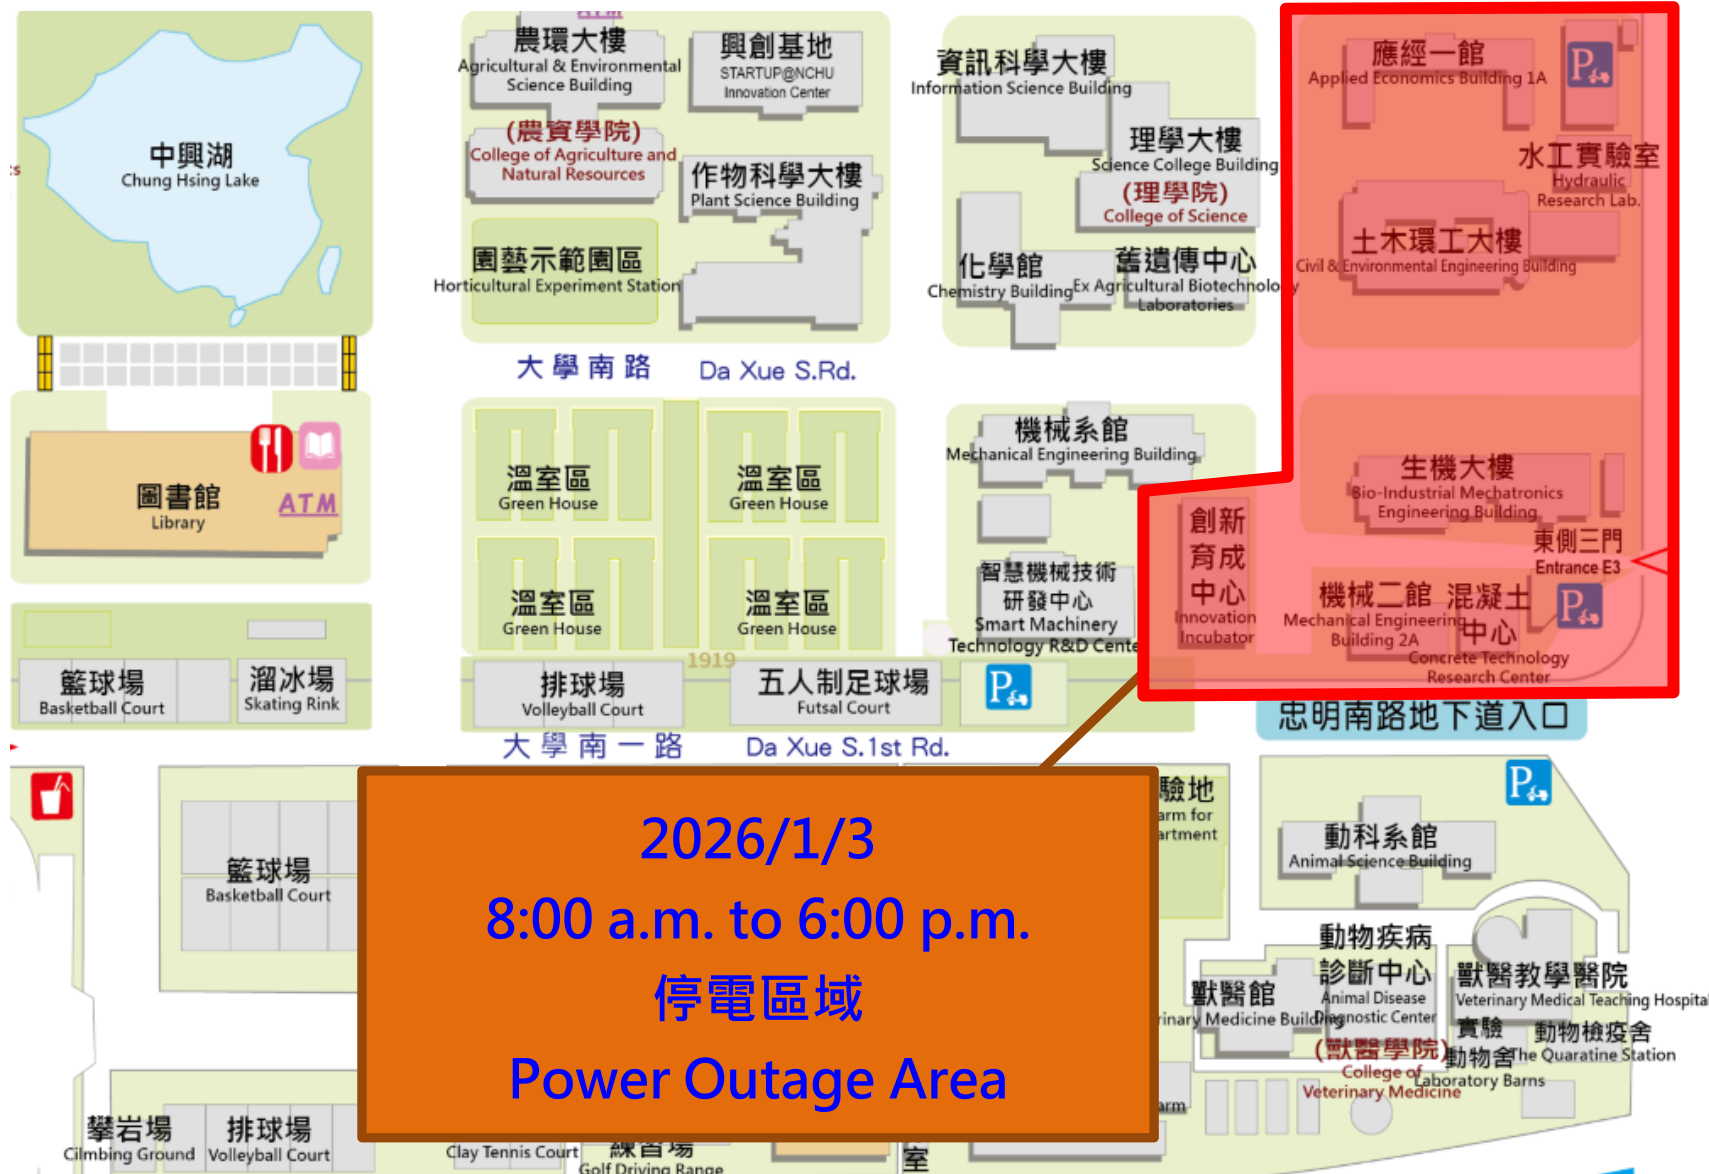 中興湖
Chung Hsing Lake
農環大樓
Agricultural & Environmental
Science Building
(農資學院)
College of Agriculture and
Natural Resources
興創基地
STARTUP@NCHU
Innovation Center
作物科學大樓
Plant Science Building
園藝示範園區
Horticultural Experiment Station
資訊科學大樓
Information Science Building
理學大樓
Science College Building
(理學院)
College of Science
化學館
Chemistry Building
舊遺傳中心
Ex Agricultural Biotechnolo
Laboratories
應經一館
Applied Economics Building 1A
P
水工實驗室
Hydraulic
Research Lab.
土木環工大樓
Civil & Environmental Engineering Building
大學南路 Da Xue S.Rd.
圖書館
Library
ATM
溫室區
Green House
溫室區
Green House
溫室區
Green House
溫室區
Green House
機械系館
Mechanical Engineering Building
智慧機械技術
研發中心
Smart Machinery
Technology R&D Cente
創新
育成
中心
Innovation
Incubator
生機大樓
Bio-Industrial Mechatronics
Engineering Building
東側三門
Entrance E3
機械二館
Mechanical Engineering
Building 2A
混凝土
中心
Concrete Technology
Research Center
P
籃球場
Basketball Court
溜冰場
Skating Rink
1919
排球場
Volleyball Court
五人制足球場
Futsal Court
P
忠明南路地下道入口
大學南一路 Da Xue S.1st Rd.
籃球場
Basketball Court
2026/1/3
8:00 a.m. to 6:00 p.m.
停電區域
Power Outage Area
驗地
arm for
artment
P
動科系館
Animal Science Building
動物疾病
診斷中心
Animal Disease
Diagnostic Center
獸醫館
rinary Medicine Building
(獸醫學院)
College of
Veterinary Medicine
獸醫教學醫院
Veterinary Medical Teaching Hospital
實驗
動物舍
Laboratory Barns
動物檢疫舍
The Quaratine Station
arm
攀岩場
Cilmbing Ground
排球場
Volleyball Court
Clay Tennis Court
練習場
Golf Driving Range
室